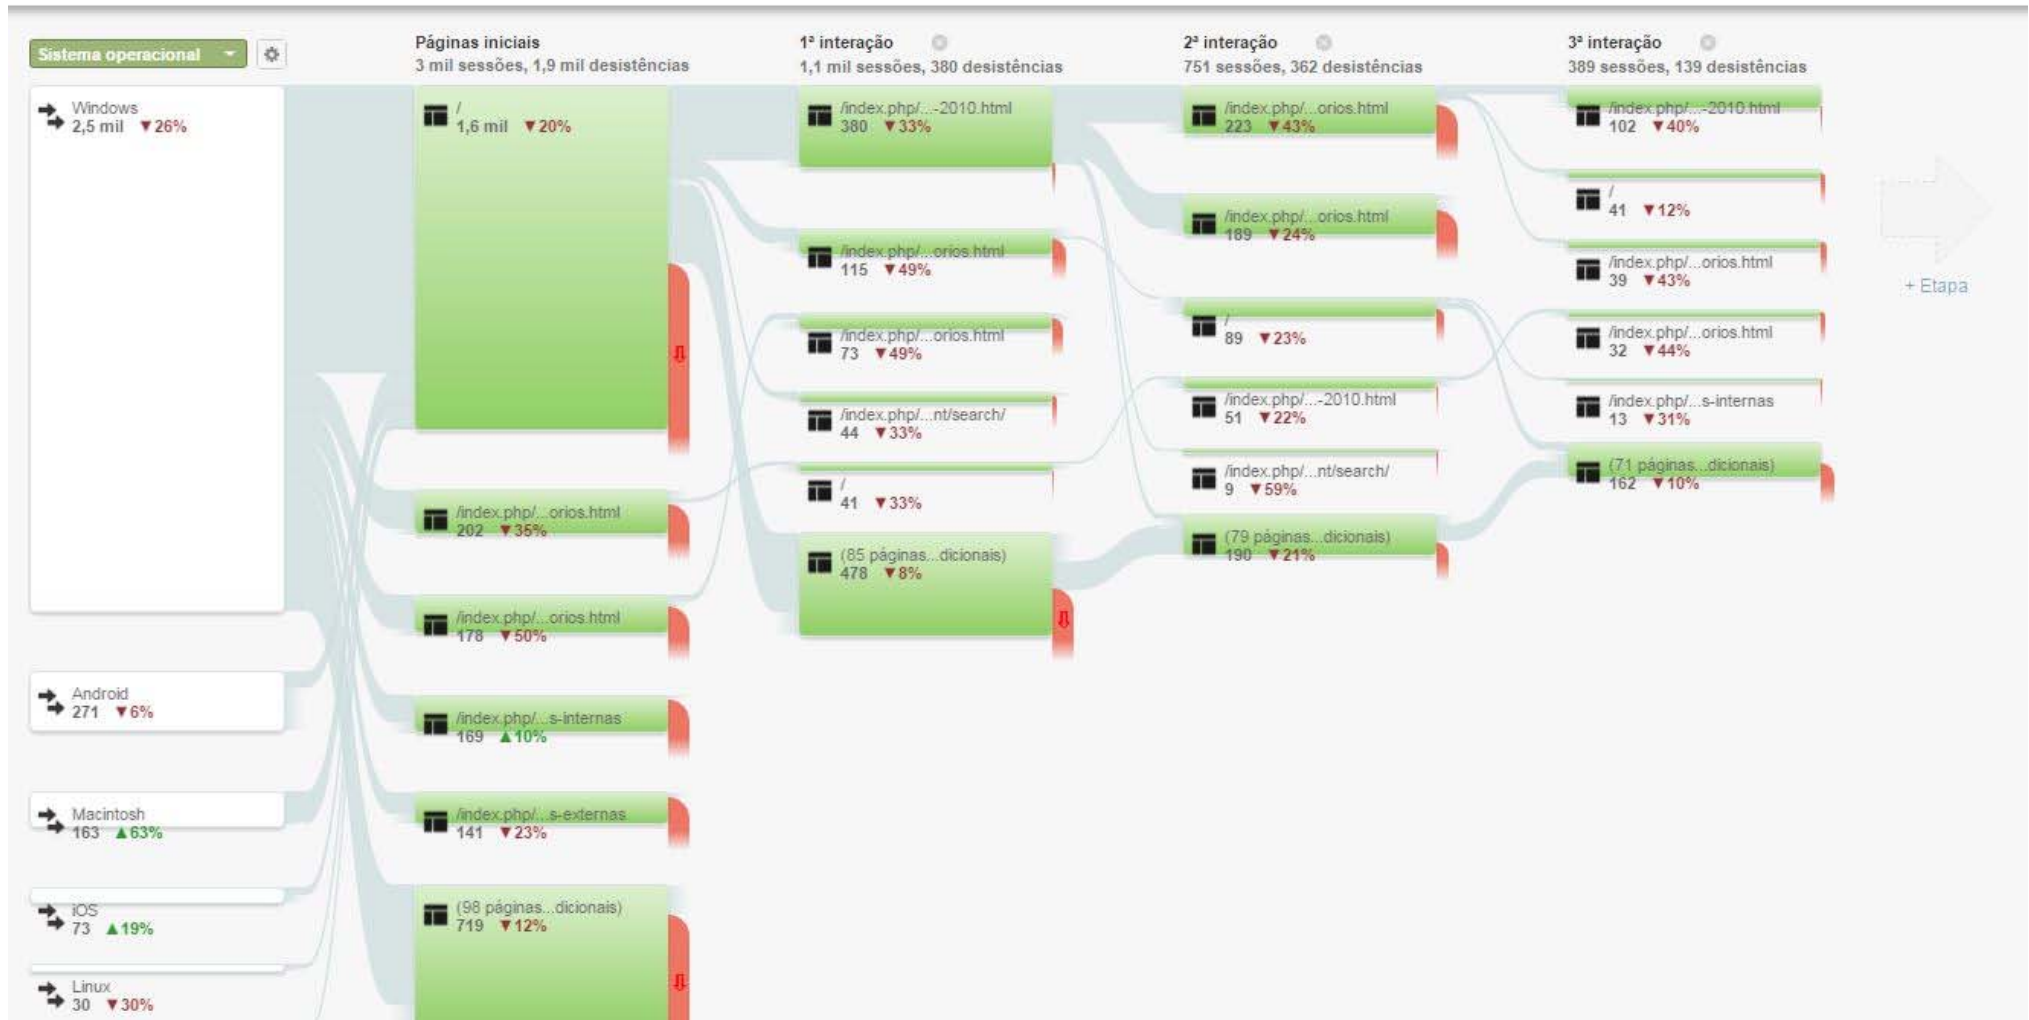 Sistema operacional
Windows
2,5 mil ▼26%
Android
271 ▼6%
Macintosh
163 ▲63%
iOS
73 ▲19%
Linux
30 ▼30%
Páginas iniciais
3 mil sessões, 1,9 mil desistências
/
1,6 mil ▼20%
/index.php/...orios.html
202 ▼35%
/index.php/...orios.html
178 ▼50%
/index.php/...s-internas
169 ▲10%
/index.php/...s-externas
141 ▼23%
(98 páginas...dicionais)
719 ▼12%
1ª interação
1,1 mil sessões, 380 desistências
/index.php/...-2010.html
380 ▼33%
/index.php/...orios.html
115 ▼49%
/index.php/...orios.html
73 ▼49%
/index.php/...nt/search/
44 ▼33%
/
41 ▼33%
(85 páginas...dicionais)
478 ▼8%
2ª interação
751 sessões, 362 desistências
/index.php/...orios.html
223 ▼43%
/index.php/...orios.html
189 ▼24%
/
89 ▼23%
/index.php/...-2010.html
51 ▼22%
/index.php/...nt/search/
9 ▼59%
(79 páginas...dicionais)
190 ▼21%
3ª interação
389 sessões, 139 desistências
/index.php/...-2010.html
102 ▼40%
/
41 ▼12%
/index.php/...orios.html
39 ▼43%
/index.php/...orios.html
32 ▼44%
/index.php/...s-internas
13 ▼31%
(71 páginas...dicionais)
162 ▼10%
+ Etapa